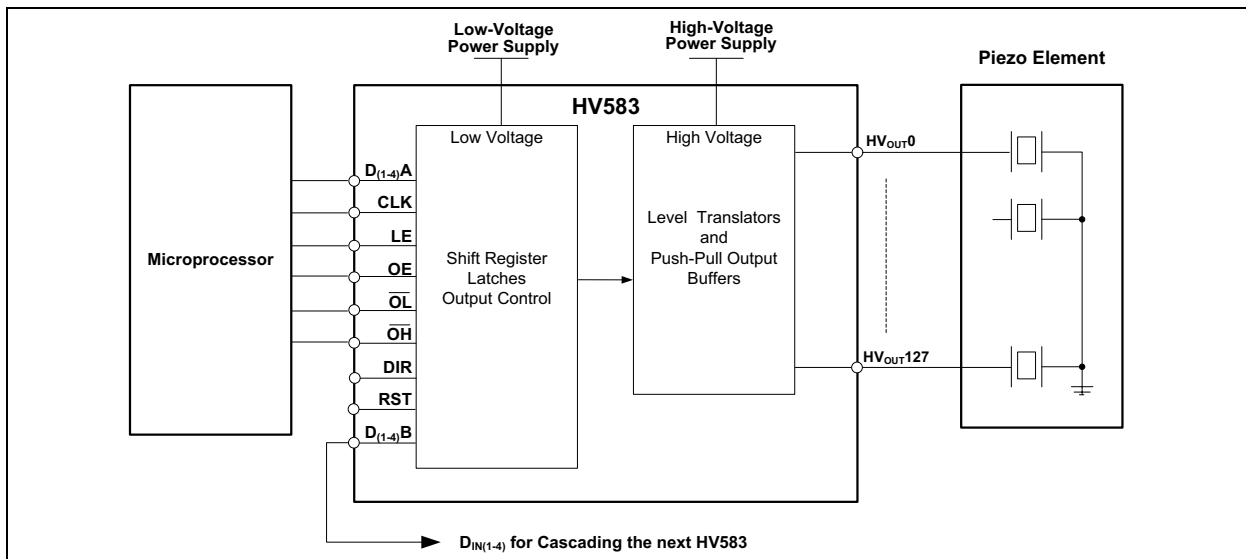 Low-Voltage
Power Supply
High-Voltage
Power Supply
Piezo Element
HV583
Microprocessor
D(1-4)A
CLK
LE
OE
O̅L̅
O̅H̅
DIR
RST
D(1-4)B
Low Voltage
Shift Register
Latches
Output Control
High Voltage
Level Translators
and
Push-Pull Output
Buffers
HVOUT0
HVOUT127
DIN(1-4) for Cascading the next HV583